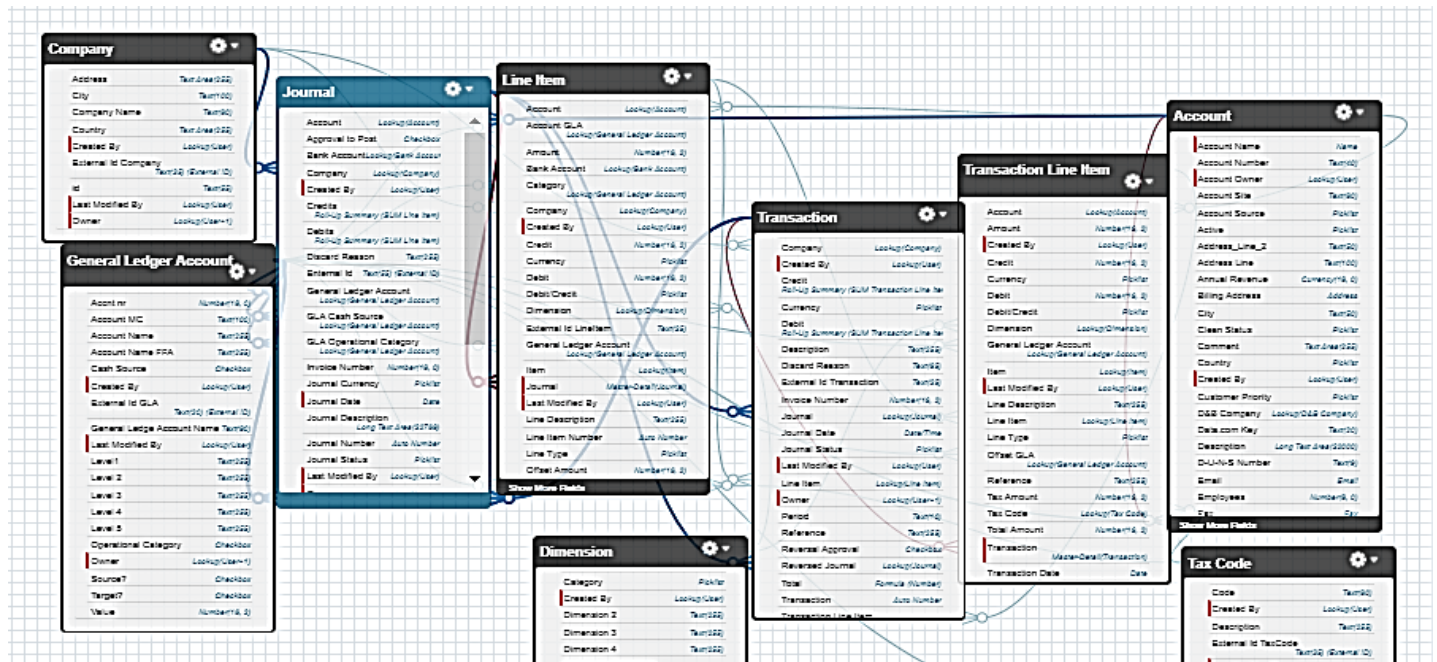 Company
Address Text Area(255)
City Text(100)
Company Name Text(80)
Country Text Area(255)
Created By Lookup(User)
External Id Company
Text(35) (External ID)
Id Text(55)
Last Modified By Lookup(User)
Owner Lookup(User+1)
General Ledger Account
Accnt nr Number(18, 0)
Account MC Text(100)
Account Name Text(255)
Account Name FFA Text(255)
Cash Source Checkbox
Created By Lookup(User)
External Id GLA
Text(30) (External ID)
General Ledge Account Name Text(80)
Last Modified By Lookup(User)
Level1 Text(255)
Level 2 Text(255)
Level 3 Text(255)
Level 4 Text(255)
Level 5 Text(255)
Operational Category Checkbox
Owner Lookup(User+1)
Source? Checkbox
Target? Checkbox
Value Number(16, 2)
Journal
Account Lookup(Account)
Approval to Post Checkbox
Bank Account Lookup(Bank Accour
Company Lookup(Company)
Created By Lookup(User)
Credits
Roll-Up Summary (SUM Line Item)
Debits
Roll-Up Summary (SUM Line Item)
Discard Reason Text(255)
External Id Text(55) (External ID)
General Ledger Account
Lookup(General Ledger Account)
GLA Cash Source
Lookup(General Ledger Account)
GLA Operational Category
Lookup(General Ledger Account)
Invoice Number Number(18, 0)
Journal Currency Picklist
Journal Date Date
Journal Description
Long Text Area(32768)
Journal Number Auto Number
Journal Status Picklist
Last Modified By Lookup(User)
Line Item
Account Lookup(Account)
Account GLA
Lookup(General Ledger Account)
Amount Number(16, 2)
Bank Account Lookup(Bank Account)
Category
Lookup(General Ledger Account)
Company Lookup(Company)
Created By Lookup(User)
Credit Number(16, 2)
Currency Picklist
Debit Number(16, 2)
Debit/Credit Picklist
Dimension Lookup(Dimension)
External Id LineItem Text(35)
General Ledger Account
Lookup(General Ledger Account)
Item Lookup(Item)
Journal Master-Detail(Journal)
Last Modified By Lookup(User)
Line Description Text(255)
Line Item Number Auto Number
Line Type Picklist
Offset Amount Number(16, 2)
Show More Fields
Dimension
Category Picklist
Created By Lookup(User)
Dimension 2 Text(255)
Dimension 3 Text(255)
Dimension 4 Text(255)
Transaction
Company Lookup(Company)
Created By Lookup(User)
Credit
Roll-Up Summary (SUM Transaction Line Ite
Currency Picklist
Debit
Roll-Up Summary (SUM Transaction Line Ite
Description Text(255)
Discard Reason Text(85)
External Id Transaction Text(35)
Invoice Number Number(18, 0)
Journal Lookup(Journal)
Journal Date Date/Time
Journal Status Picklist
Last Modified By Lookup(User)
Line Item Lookup(Line Item)
Owner Lookup(User+1)
Period Text(10)
Reference Text(255)
Reversal Approval Checkbox
Reversed Journal Lookup(Journal)
Total Formula (Number)
Transaction Auto Number
Transaction Line Item
Transaction Line Item
Account Lookup(Account)
Amount Number(16, 2)
Created By Lookup(User)
Credit Number(16, 2)
Currency Picklist
Debit Number(16, 2)
Debit/Credit Picklist
Dimension Lookup(Dimension)
General Ledger Account
Lookup(General Ledger Account)
Item Lookup(Item)
Last Modified By Lookup(User)
Line Description Text(255)
Line Item Lookup(Line Item)
Line Type Picklist
Offset GLA
Lookup(General Ledger Account)
Reference Text(255)
Tax Amount Number(16, 2)
Tax Code Lookup(Tax Code)
Total Amount Number(16, 2)
Transaction
Master-Detail(Transaction)
Transaction Date Date
Account
Account Name Name
Account Number Text(40)
Account Owner Lookup(User)
Account Site Text(80)
Account Source Picklist
Active Picklist
Address_Line_2 Text(50)
Address Line Text(100)
Annual Revenue Currency(18, 0)
Billing Address Address
City Text(50)
Clean Status Picklist
Comment Text Area(255)
Country Picklist
Created By Lookup(User)
Customer Priority Picklist
D&B Company Lookup(D&B Company)
Data.com Key Text(20)
Description Long Text Area(32000)
D-U-N-S Number Text(9)
Email Email
Employees Number(8, 0)
Fax Fax
Show More Fields
Tax Code
Code Text(80)
Created By Lookup(User)
Description Text(255)
External Id TaxCode
Text(35) (External ID)